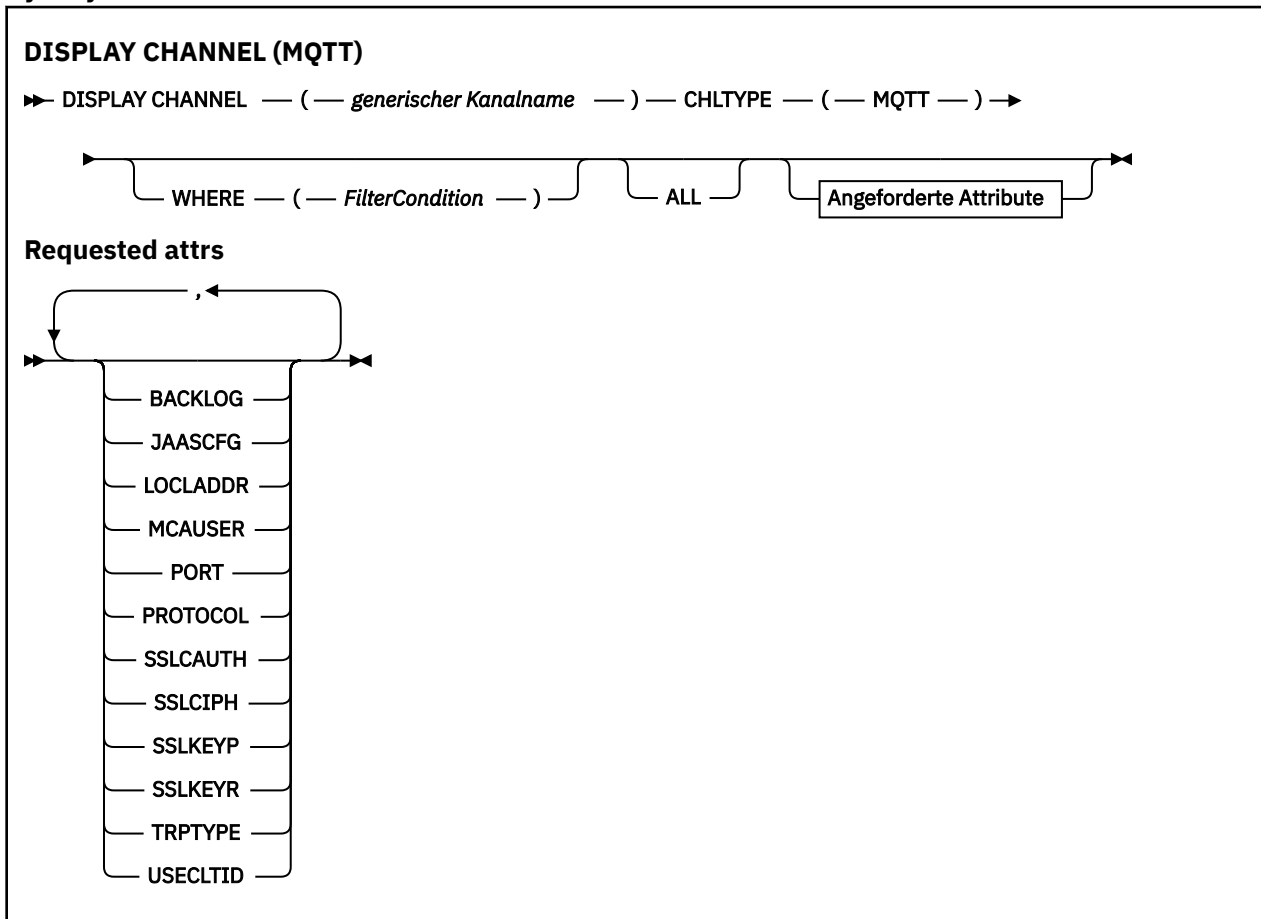 DISPLAY CHANNEL (MQTT)
DISPLAY CHANNEL ( generischer Kanalname ) CHLTYPE ( MQTT )
WHERE ( FilterCondition ) ALL Angeforderte Attribute
Requested attrs
,
BACKLOG
JAASCFG
LOCLADDR
MCAUSER
PORT
PROTOCOL
SSLCAUTH
SSLCIPH
SSLKEYP
SSLKEYR
TRPTYPE
USECLTID